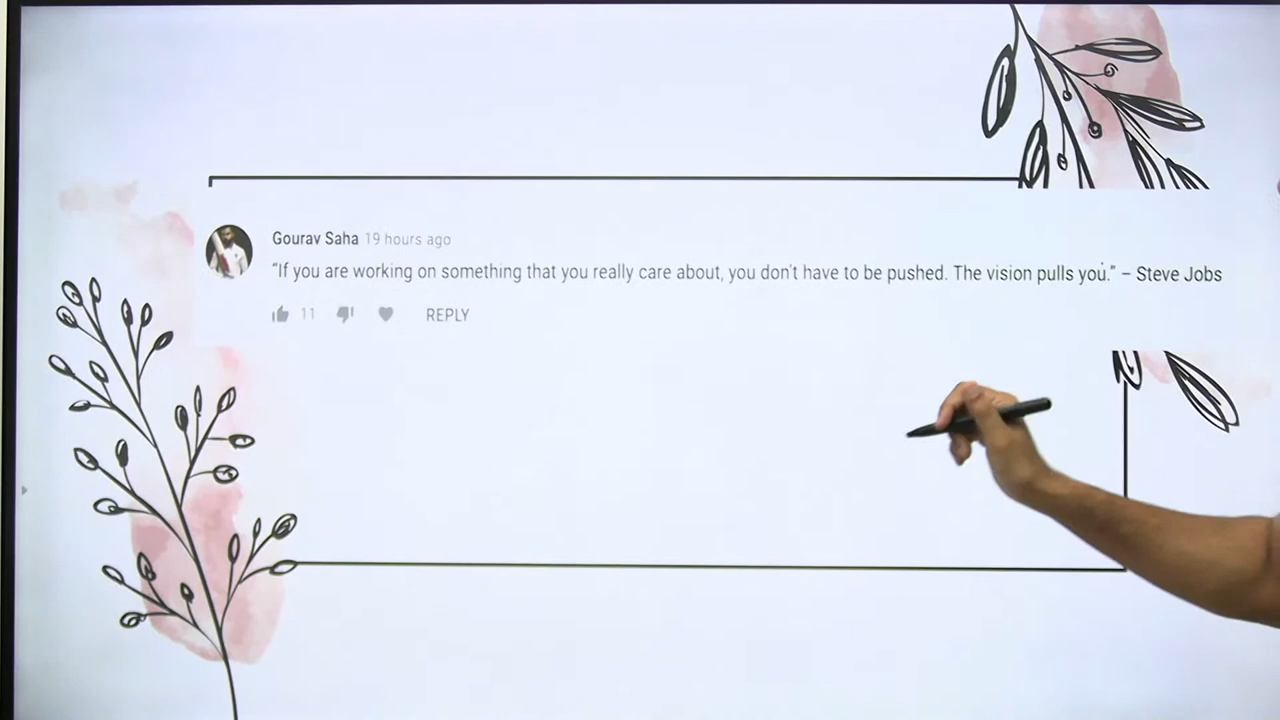 Gourav Saha 19 hours ago
“If you are working on something that you really care about, you don't have to be pushed. The vision pulls you.” – Steve Jobs
11 REPLY